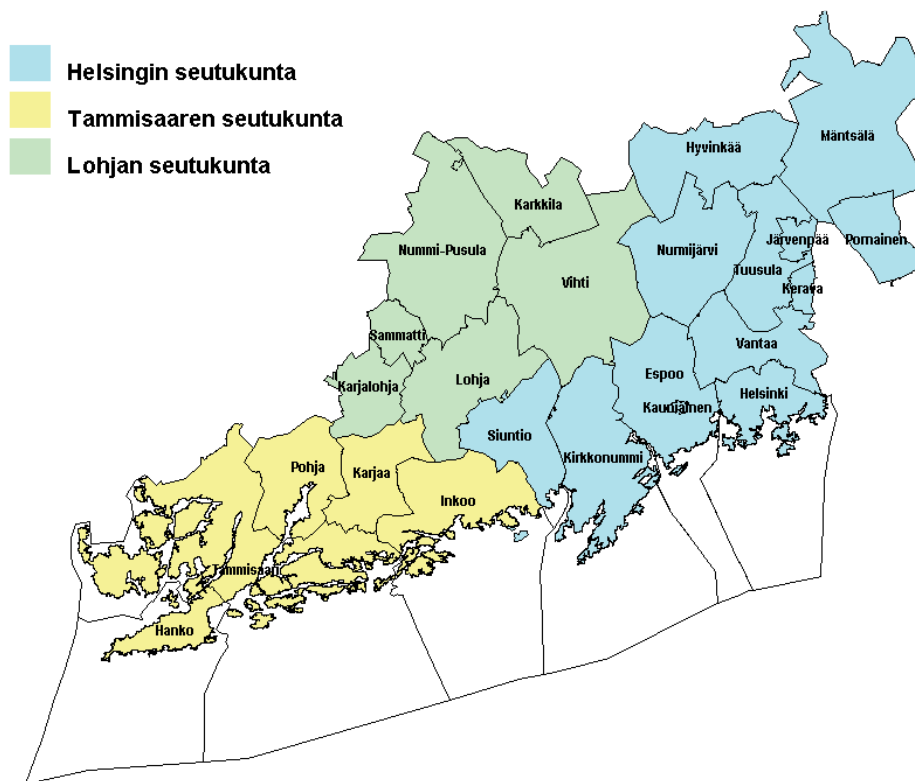 Helsingin seutukunta
Tammisaaren seutukunta
Lohjan seutukunta
Mäntsälä
Hyvinkää
Karkkila
Nummi-Pusula
Nurmijärvi
Järvenpää
Pornainen
Tuusula
Vihti
Kerava
Sammatti
Vantaa
Karjalohja
Lohja
Espoo
Helsinki
Kauniainen
Siuntio
Kirkkonummi
Pohja
Karjaa
Inkoo
Tammisaari
Hanko